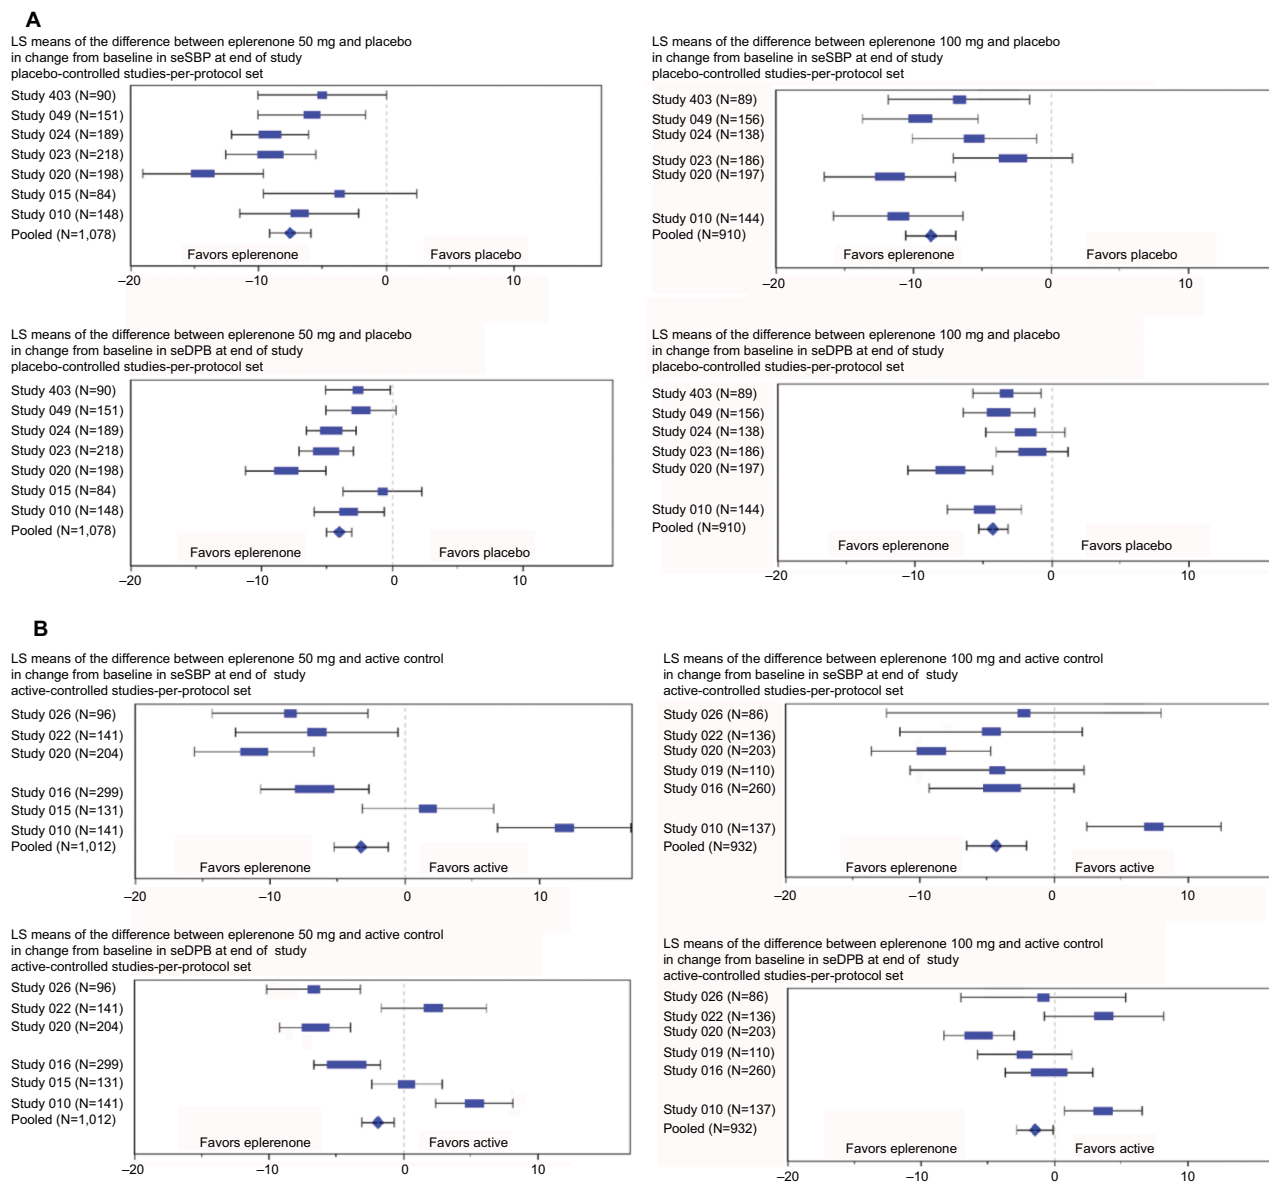 A
LS means of the difference between eplerenone 50 mg and placebo
in change from baseline in seSBP at end of study
placebo-controlled studies-per-protocol set
Study 403 (N=90)
Study 049 (N=151)
Study 024 (N=189)
Study 023 (N=218)
Study 020 (N=198)
Study 015 (N=84)
Study 010 (N=148)
Pooled (N=1,078)
Favors eplerenone Favors placebo
–20 –10 0 10
LS means of the difference between eplerenone 100 mg and placebo
in change from baseline in seSBP at end of study
placebo-controlled studies-per-protocol set
Study 403 (N=89)
Study 049 (N=156)
Study 024 (N=138)
Study 023 (N=186)
Study 020 (N=197)
Study 010 (N=144)
Pooled (N=910)
Favors eplerenone Favors placebo
–20 –10 0 10
LS means of the difference between eplerenone 50 mg and placebo
in change from baseline in seDPB at end of study
placebo-controlled studies-per-protocol set
Study 403 (N=90)
Study 049 (N=151)
Study 024 (N=189)
Study 023 (N=218)
Study 020 (N=198)
Study 015 (N=84)
Study 010 (N=148)
Pooled (N=1,078)
Favors eplerenone Favors placebo
–20 –10 0 10
LS means of the difference between eplerenone 100 mg and placebo
in change from baseline in seDPB at end of study
placebo-controlled studies-per-protocol set
Study 403 (N=89)
Study 049 (N=156)
Study 024 (N=138)
Study 023 (N=186)
Study 020 (N=197)
Study 010 (N=144)
Pooled (N=910)
Favors eplerenone Favors placebo
–20 –10 0 10
B
LS means of the difference between eplerenone 50 mg and active control
in change from baseline in seSBP at end of study
active-controlled studies-per-protocol set
Study 026 (N=96)
Study 022 (N=141)
Study 020 (N=204)
Study 016 (N=299)
Study 015 (N=131)
Study 010 (N=141)
Pooled (N=1,012)
Favors eplerenone Favors active
–20 –10 0 10
LS means of the difference between eplerenone 100 mg and active control
in change from baseline in seSBP at end of study
active-controlled studies-per-protocol set
Study 026 (N=86)
Study 022 (N=136)
Study 020 (N=203)
Study 019 (N=110)
Study 016 (N=260)
Study 010 (N=137)
Pooled (N=932)
Favors eplerenone Favors active
–20 –10 0 10
LS means of the difference between eplerenone 50 mg and active control
in change from baseline in seDPB at end of study
active-controlled studies-per-protocol set
Study 026 (N=96)
Study 022 (N=141)
Study 020 (N=204)
Study 016 (N=299)
Study 015 (N=131)
Study 010 (N=141)
Pooled (N=1,012)
Favors eplerenone Favors active
–20 –10 0 10
LS means of the difference between eplerenone 100 mg and active control
in change from baseline in seDPB at end of study
active-controlled studies-per-protocol set
Study 026 (N=86)
Study 022 (N=136)
Study 020 (N=203)
Study 019 (N=110)
Study 016 (N=260)
Study 010 (N=137)
Pooled (N=932)
Favors eplerenone Favors active
–20 –10 0 10